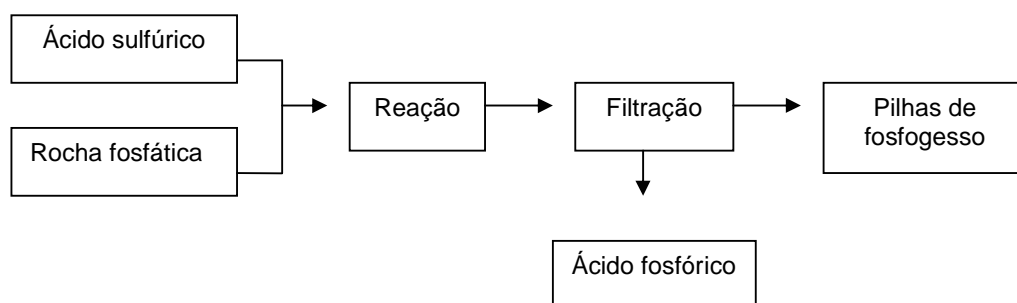 Ácido sulfúrico
Rocha fosfática
Reação
Filtração
Pilhas de
fosfogesso
Ácido fosfórico